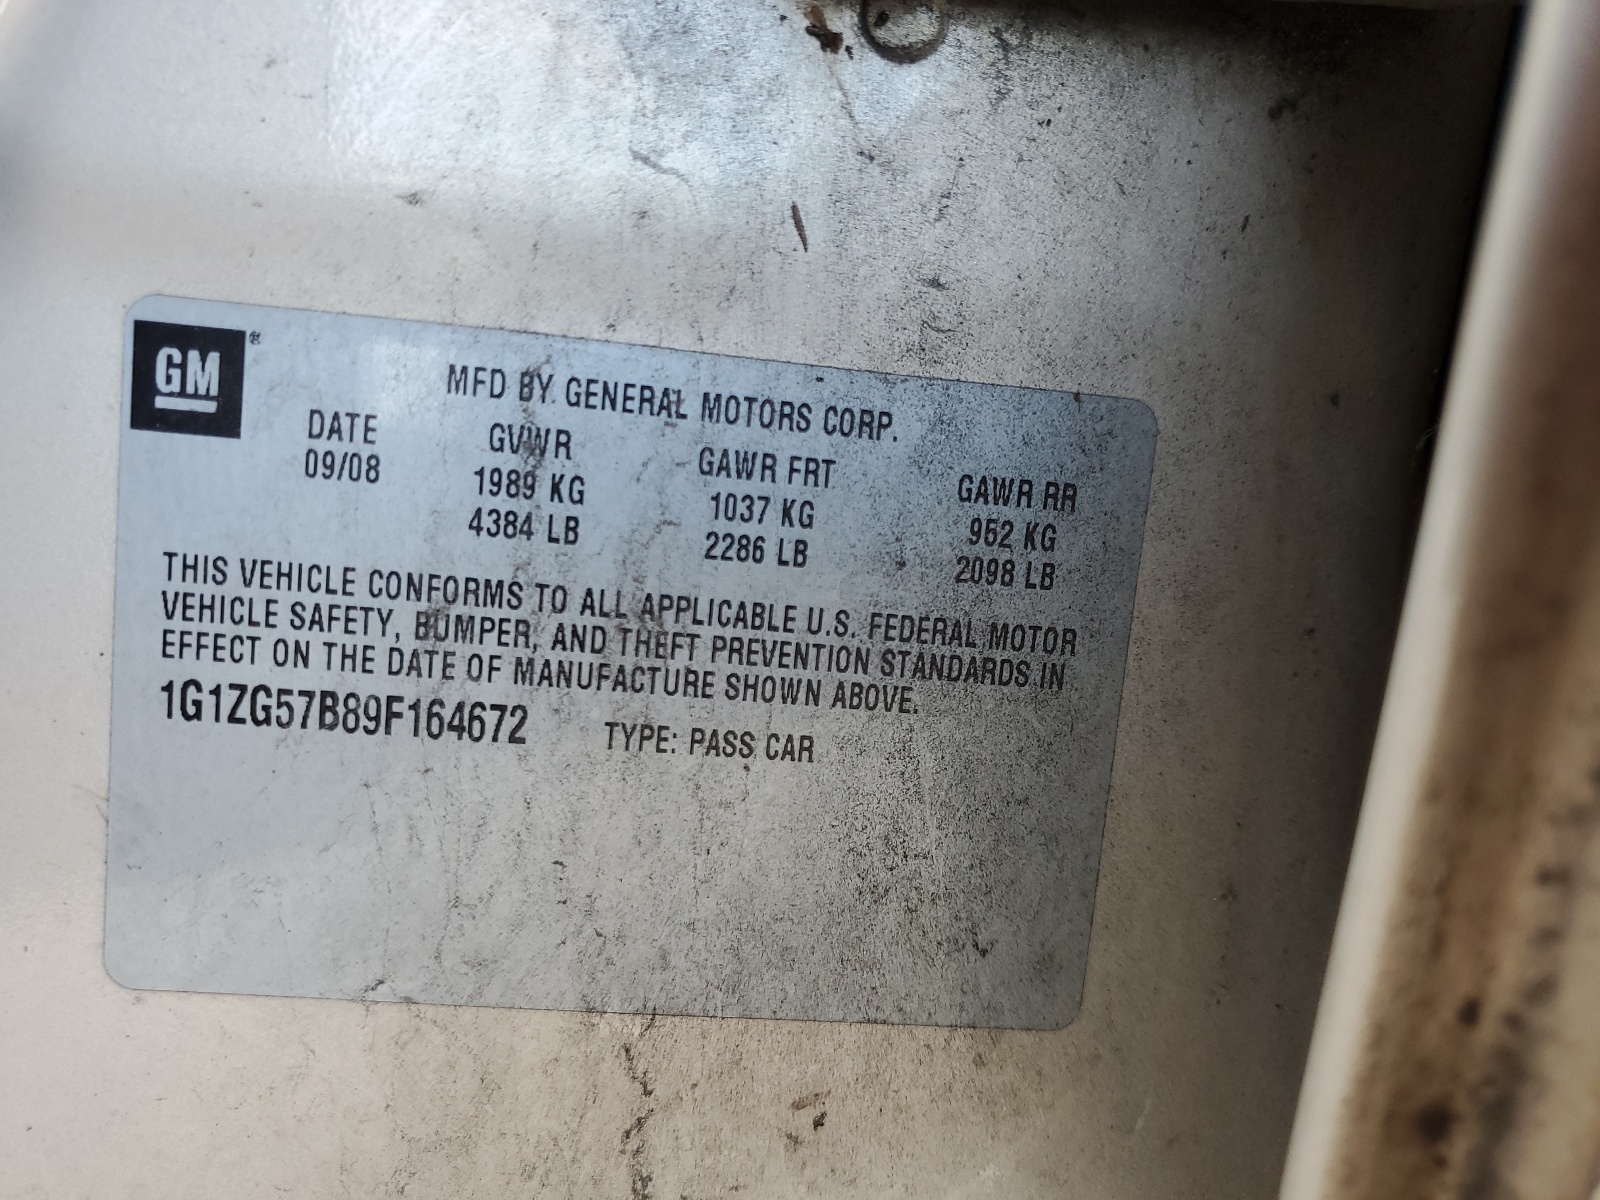 GM ®
MFD BY GENERAL MOTORS CORP.
DATE GVWR GAWR FRT GAWR RR
09/08 1989 KG 1037 KG 952 KG
4384 LB 2286 LB 2098 LB
THIS VEHICLE CONFORMS TO ALL APPLICABLE U.S. FEDERAL MOTOR
VEHICLE SAFETY, BUMPER, AND THEFT PREVENTION STANDARDS IN
EFFECT ON THE DATE OF MANUFACTURE SHOWN ABOVE.
1G1ZG57B89F164672 TYPE: PASS CAR